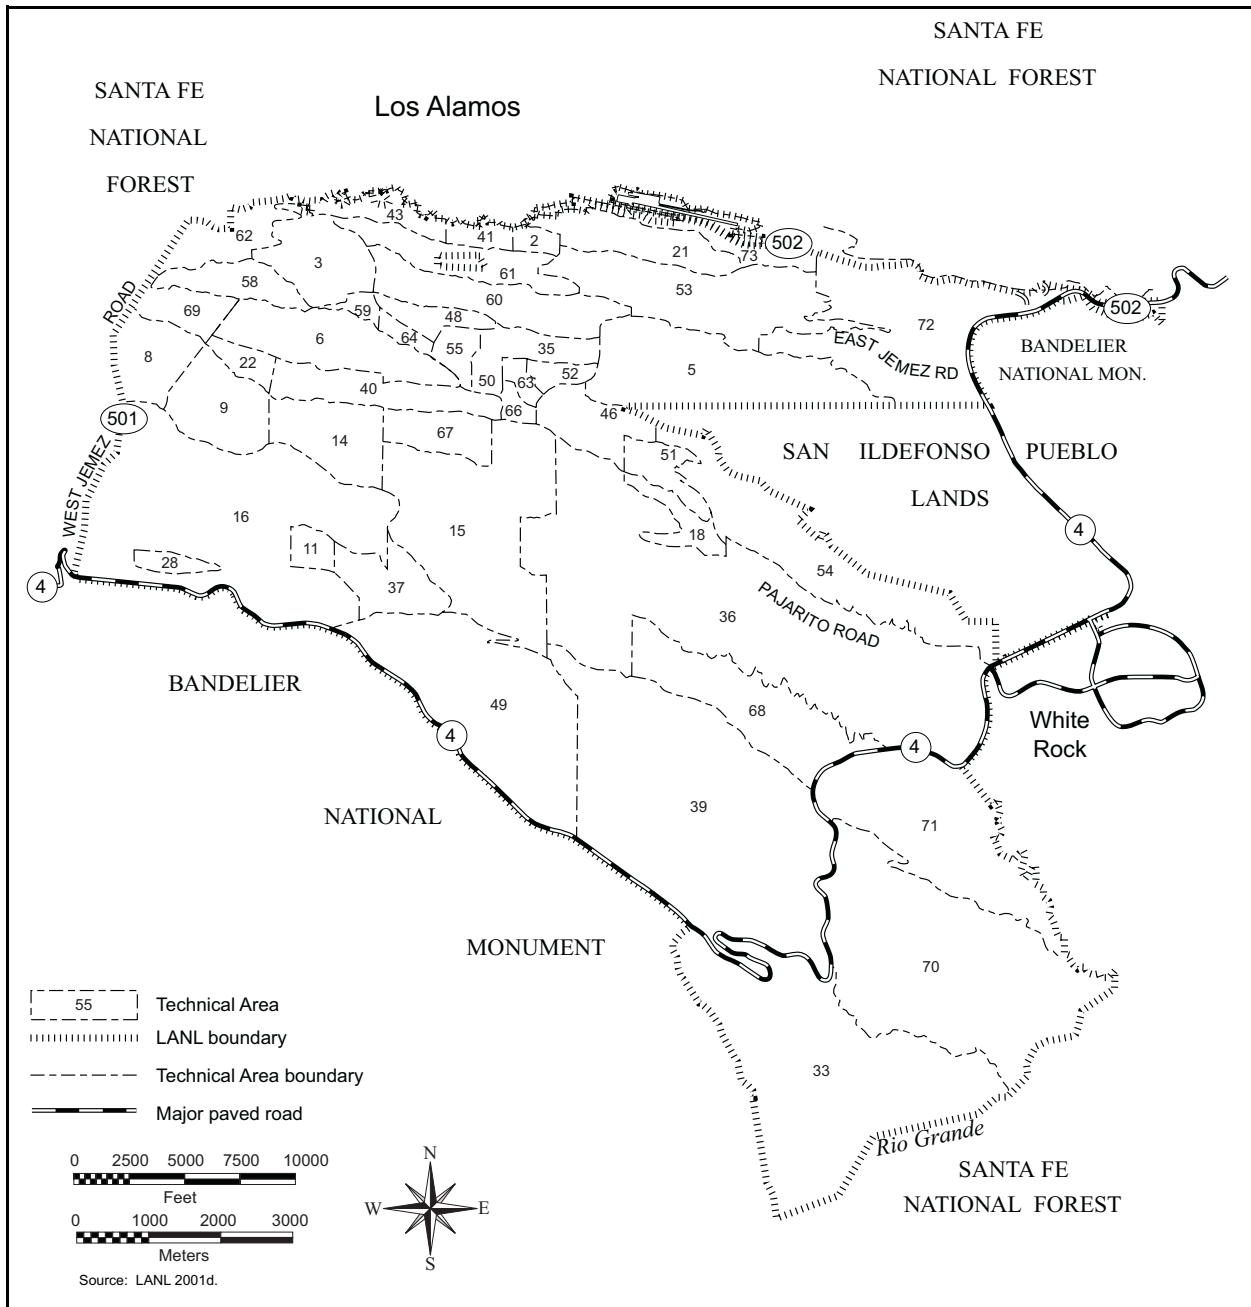 SANTA FE
NATIONAL FOREST
SANTA FE
NATIONAL
FOREST
Los Alamos
43
62
41
2
502
21
73
3
61
58
53
60
502
69
59
48
72
6
64
EAST JEMEZ RD
BANDELIER
NATIONAL MON.
ROAD
8
22
55
35
5
40
50
63
52
9
66
46
501
14
67
51
SAN ILDEFONSO PUEBLO
LANDS
WEST JEMEZ
16
15
18
4
11
28
54
4
37
36
PAJARITO ROAD
BANDELIER
49
68
White
Rock
4
4
39
NATIONAL
71
MONUMENT
70
33
Rio Grande
SANTA FE
NATIONAL FOREST
55 Technical Area
LANL boundary
Technical Area boundary
Major paved road
0 2500 5000 7500 10000
Feet
0 1000 2000 3000
Meters
Source: LANL 2001d.
N
W E
S